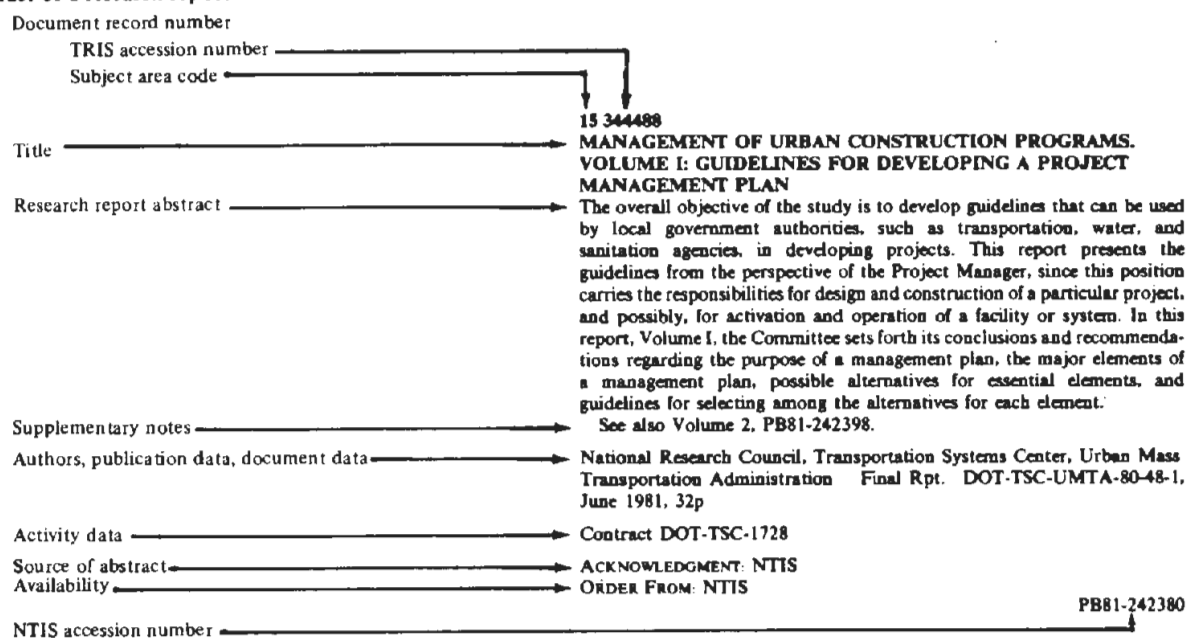 Document record number
TRIS accession number
Subject area code
15 344488
Title
MANAGEMENT OF URBAN CONSTRUCTION PROGRAMS.
VOLUME I: GUIDELINES FOR DEVELOPING A PROJECT
MANAGEMENT PLAN
Research report abstract
The overall objective of the study is to develop guidelines that can be used
by local government authorities, such as transportation, water, and
sanitation agencies, in developing projects. This report presents the
guidelines from the perspective of the Project Manager, since this position
carries the responsibilities for design and construction of a particular project,
and possibly, for activation and operation of a facility or system. In this
report, Volume I, the Committee sets forth its conclusions and recommenda-
tions regarding the purpose of a management plan, the major elements of
a management plan, possible alternatives for essential elements, and
guidelines for selecting among the alternatives for each element.
Supplementary notes
See also Volume 2, PB81-242398.
Authors, publication data, document data
National Research Council, Transportation Systems Center, Urban Mass
Transportation Administration Final Rpt. DOT-TSC-UMTA-80-48-1,
June 1981, 32p
Activity data
Contract DOT-TSC-1728
Source of abstract
ACKNOWLEDGMENT: NTIS
Availability
ORDER FROM: NTIS
PB81-242380
NTIS accession number